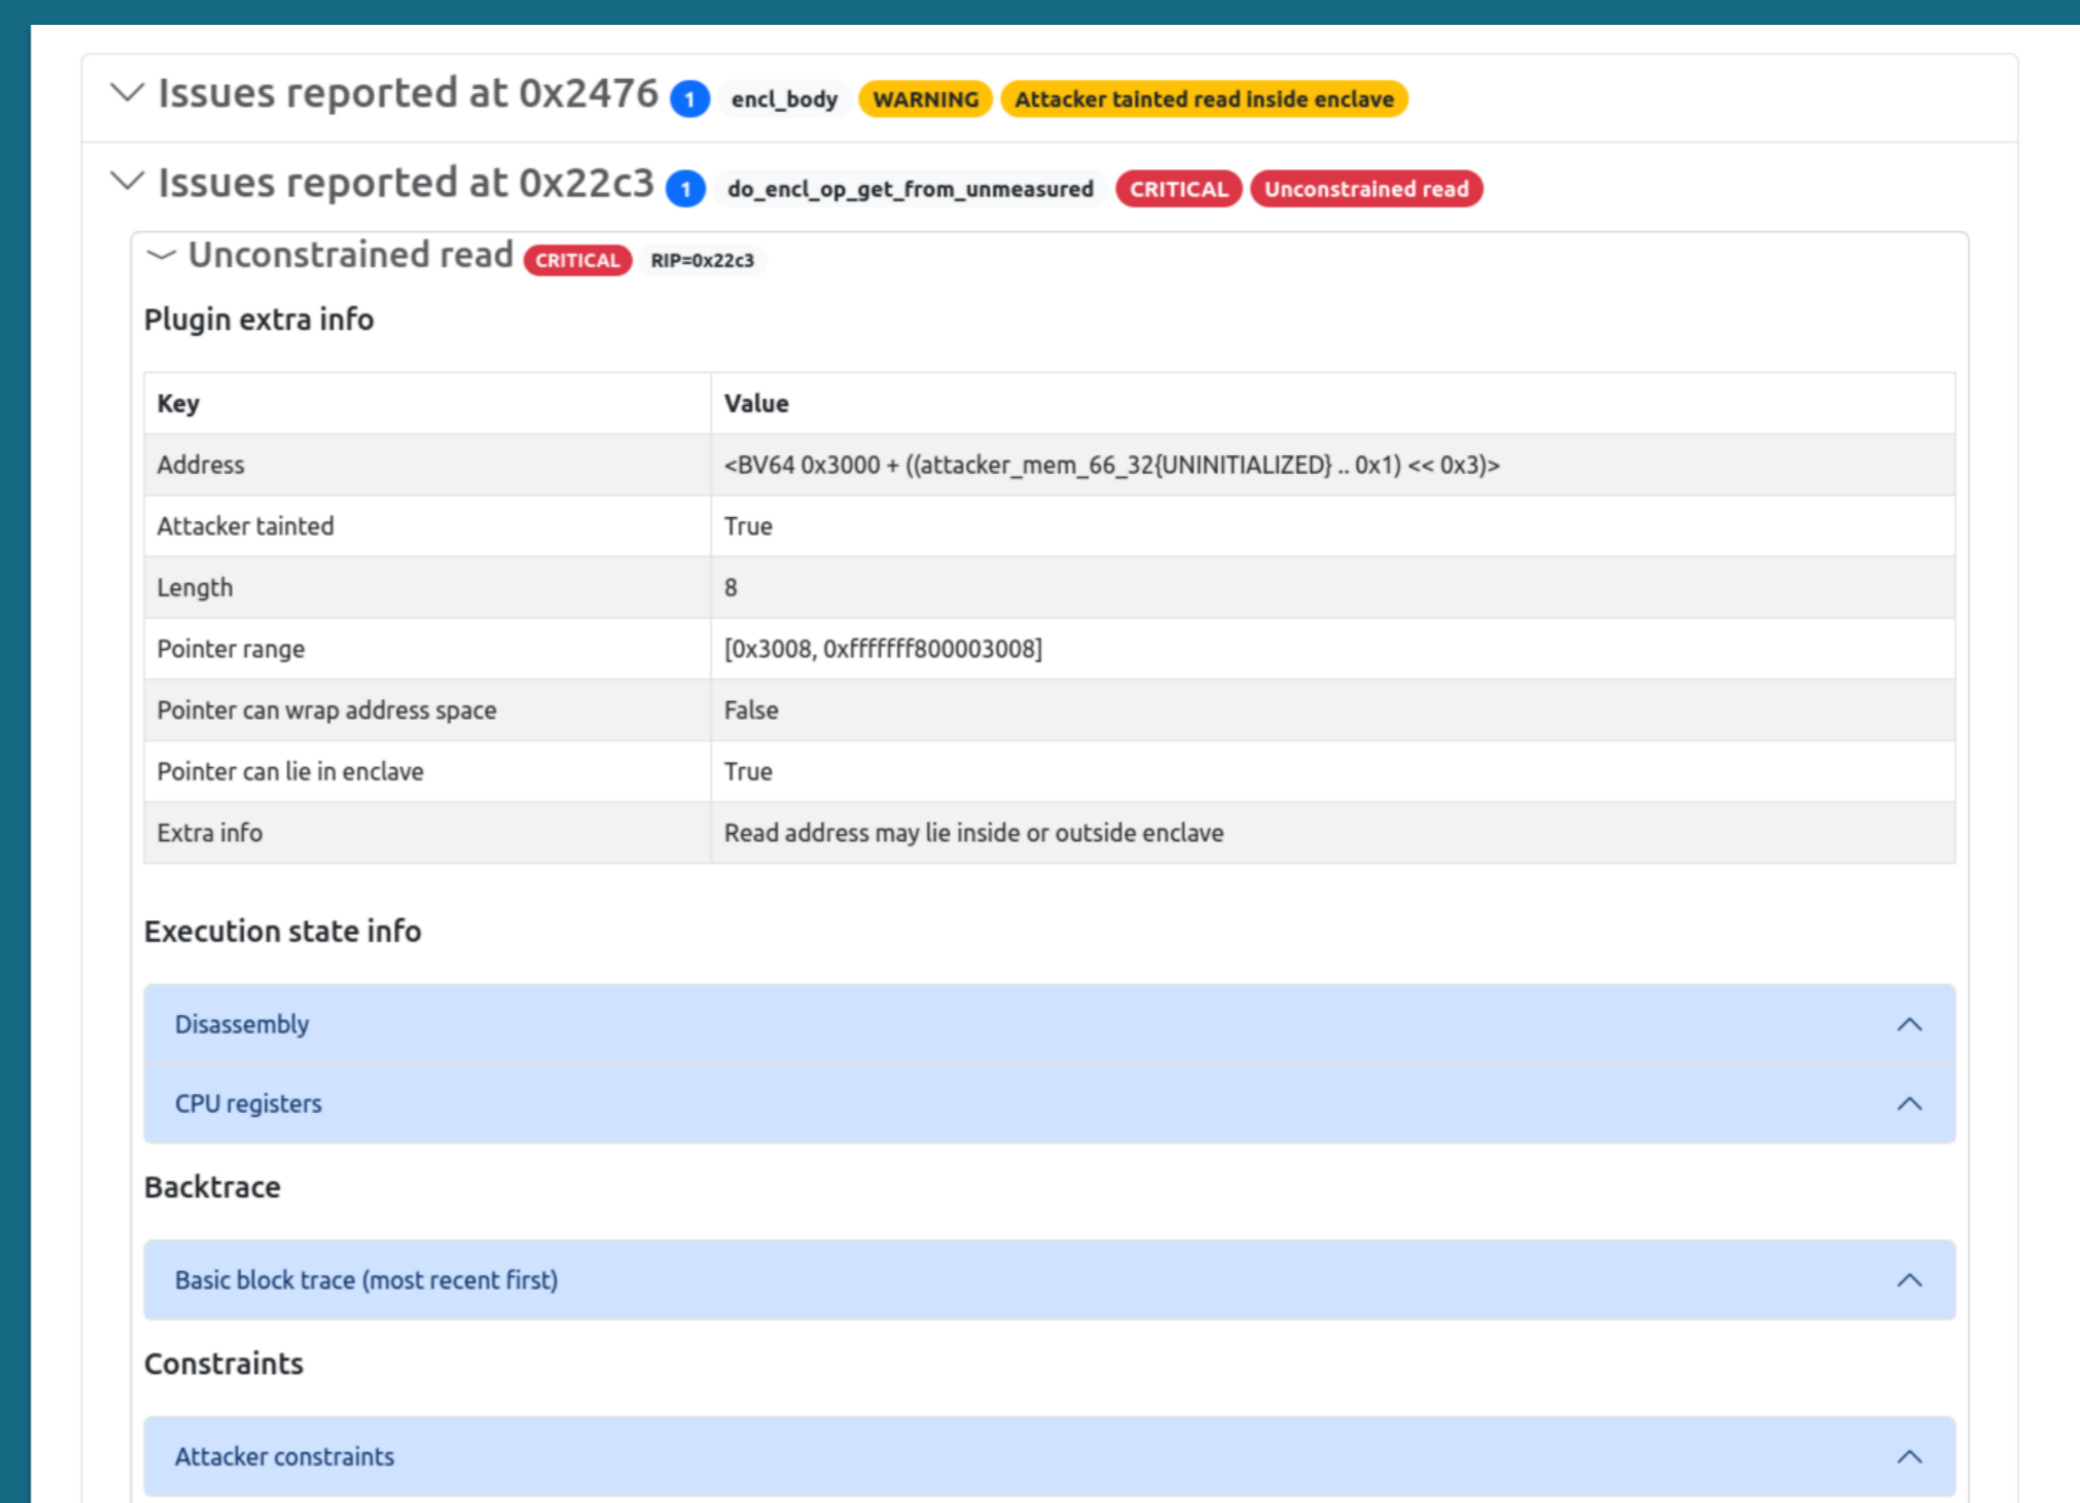 Issues reported at 0x2476 1 encl_body WARNING Attacker tainted read inside enclave
Issues reported at 0x22c3 1 do_encl_op_get_from_unmeasured CRITICAL Unconstrained read
Unconstrained read CRITICAL RIP=0x22c3
Plugin extra info
Key Value
Address <BV64 0x3000 + ((attacker_mem_66_32{UNINITIALIZED} .. 0x1) << 0x3)>
Attacker tainted True
Length 8
Pointer range [0x3008, 0xfffffff800003008]
Pointer can wrap address space False
Pointer can lie in enclave True
Extra info Read address may lie inside or outside enclave
Execution state info
Disassembly
CPU registers
Backtrace
Basic block trace (most recent first)
Constraints
Attacker constraints